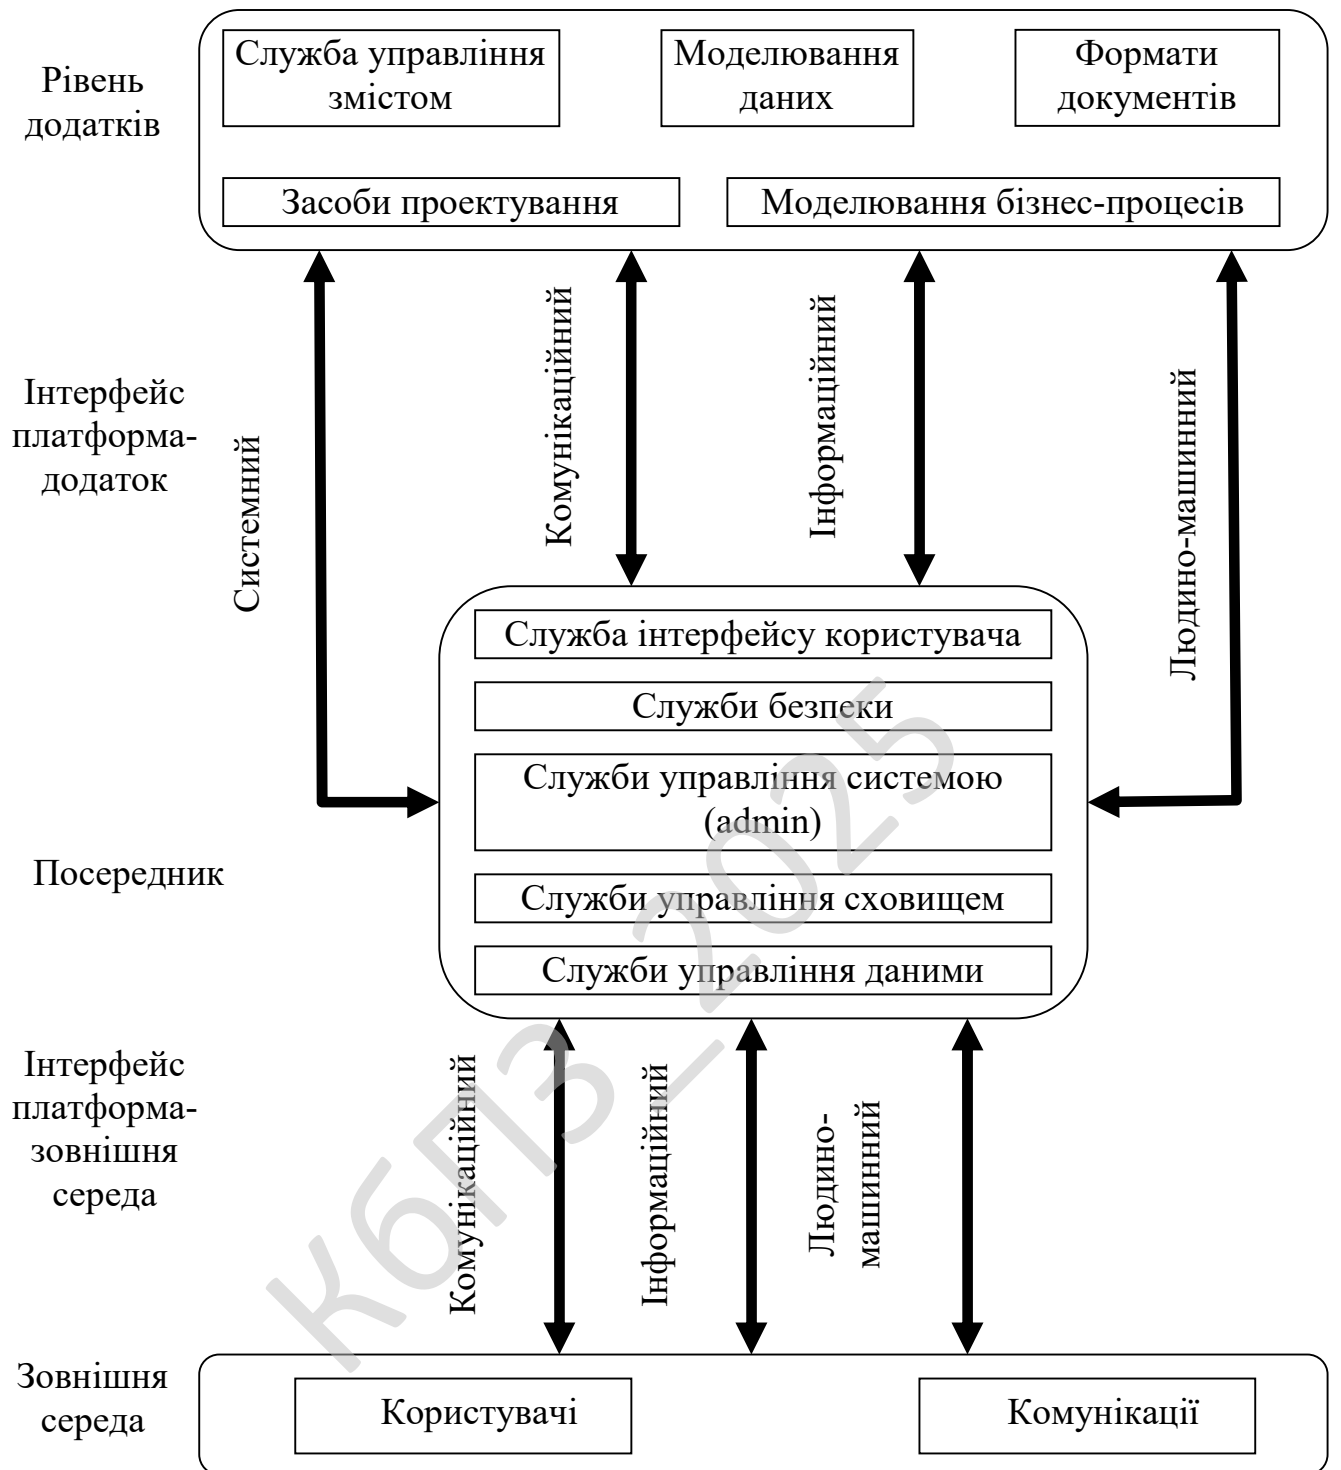 Рівень
додатків
Служба управління
змістом
Моделювання
даних
Формати
документів
Засоби проектування
Моделювання бізнес-процесів
Інтерфейс
платформа-
додаток
Системний
Комунікаційний
Інформаційний
Людино-машинний
Посередник
Служба інтерфейсу користувача
Служби безпеки
Служби управління системою
(admin)
Служби управління сховищем
Служби управління даними
Інтерфейс
платформа-
зовнішня
середа
Комунікаційний
Інформаційний
Людино-
машинний
Зовнішня
середа
Користувачі
Комунікації
КбПЗ_2025